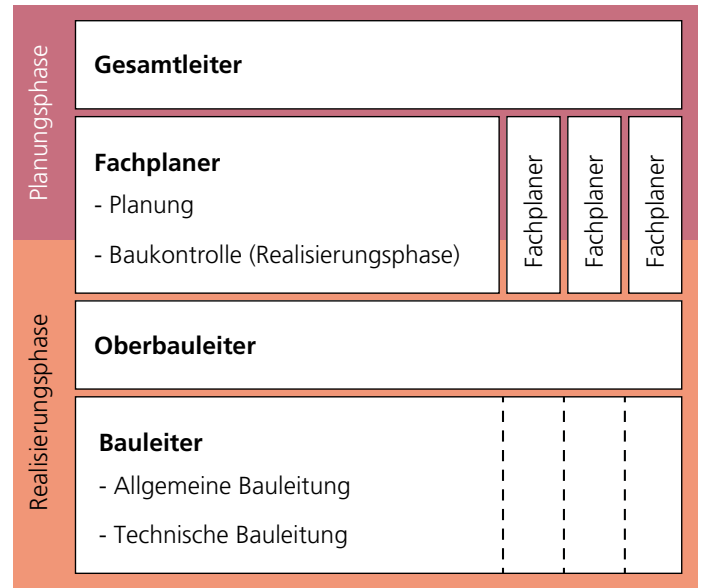 Planungsphase
Gesamtleiter
Fachplaner
- Planung
- Baukontrolle (Realisierungsphase)
Fachplaner
Fachplaner
Fachplaner
Realisierungsphase
Oberbauleiter
Bauleiter
- Allgemeine Bauleitung
- Technische Bauleitung